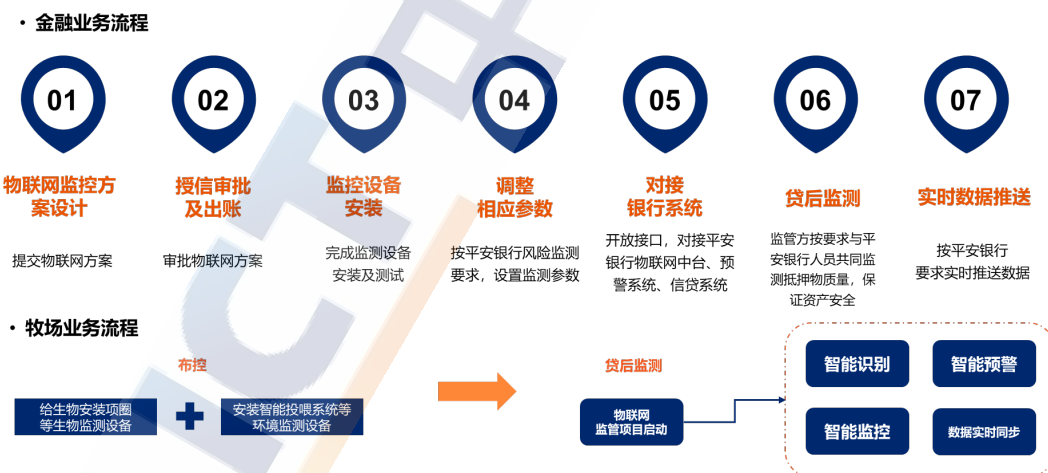 • 金融业务流程
01
02
03
04
05
06
07
物联网监控方
案设计
授信审批
及出账
监控设备
安装
调整
相应参数
对接
银行系统
贷后监测
实时数据推送
提交物联网方案
审批物联网方案
完成监测设备
安装及测试
按平安银行风险监测
要求，设置监测参数
开放接口，对接平安
银行物联网中台、预
警系统、信贷系统
监管方按要求与平
安银行人员共同监
测抵押物质量，保
证资产安全
按平安银行
要求实时推送数据
• 牧场业务流程
布控
给生物安装项圈
等生物监测设备
安装智能投喂系统等
环境监测设备
贷后监测
物联网
监管项目启动
智能识别
智能预警
智能监控
数据实时同步
ICT